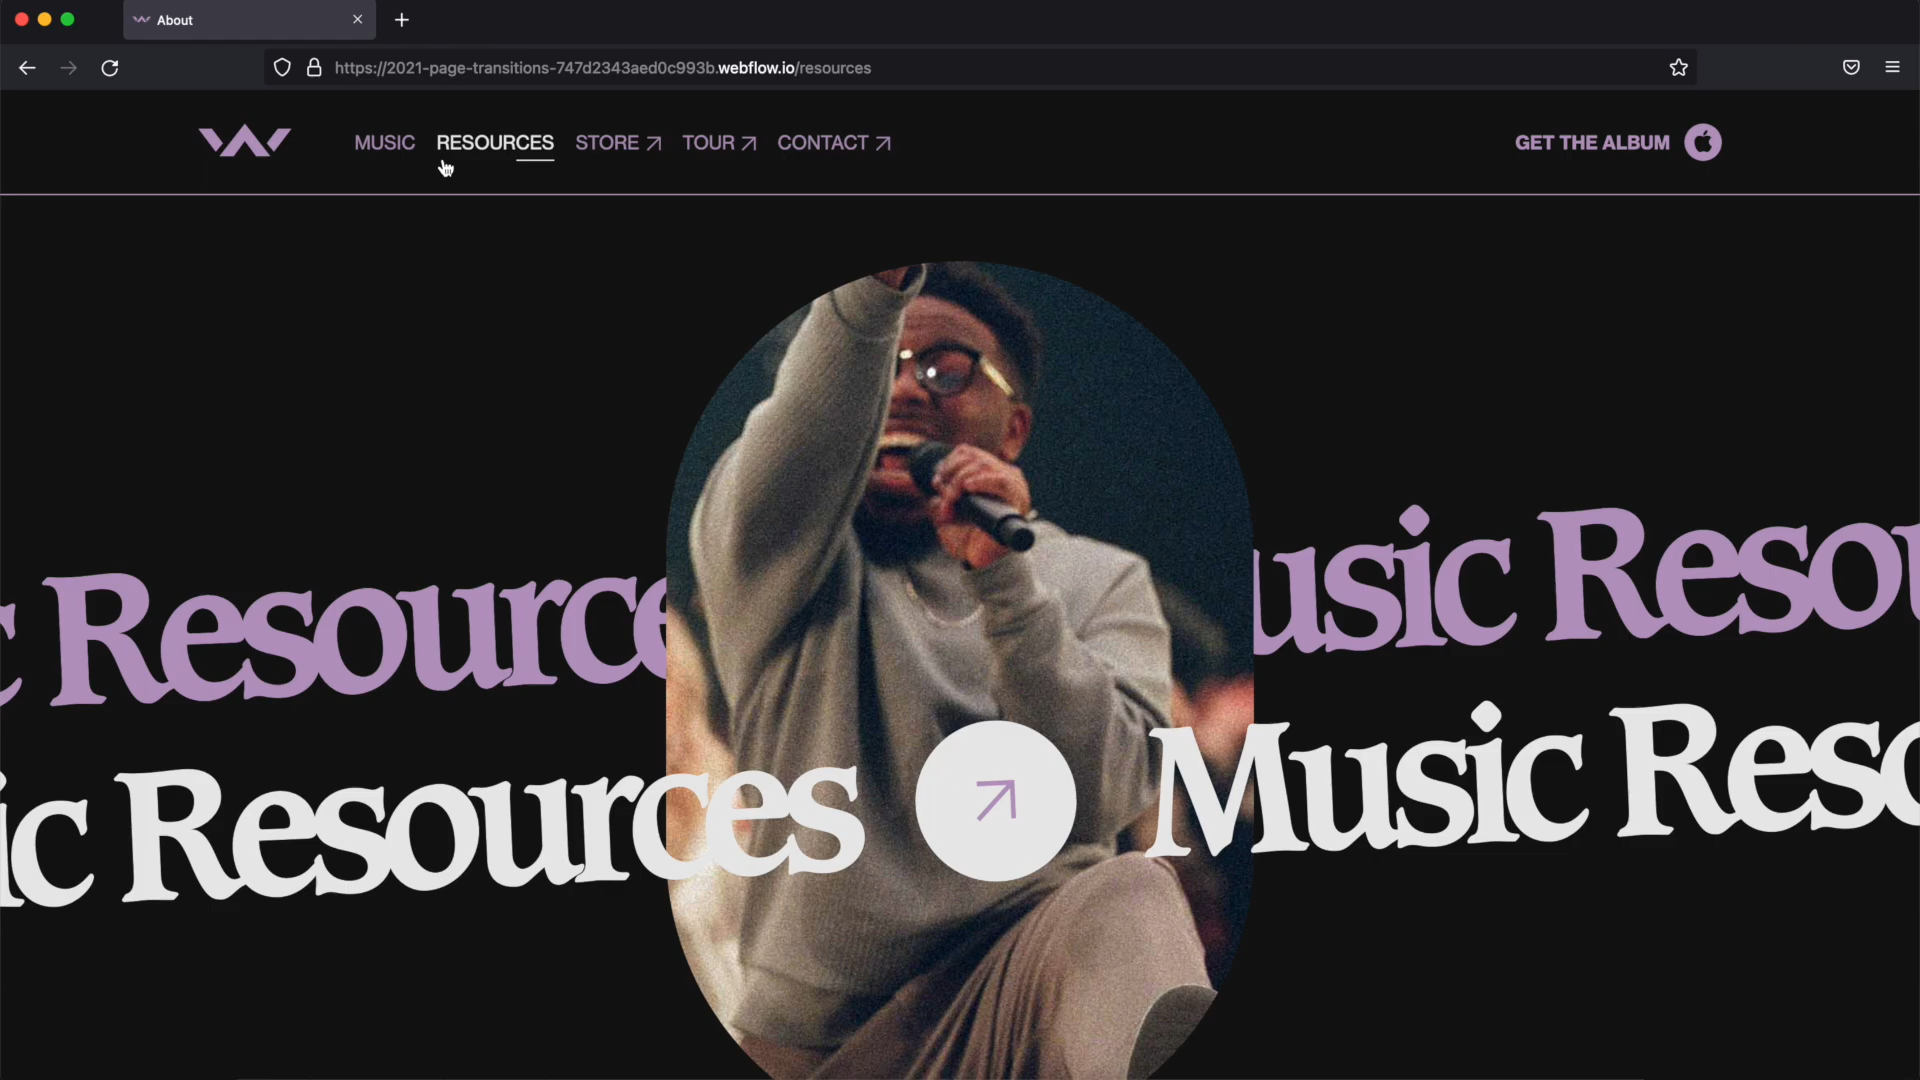 About
https://2021-page-transitions-747d2343aed0c993b.webflow.io/resources
MUSIC RESOURCES STORE TOUR CONTACT GET THE ALBUM
c Resource usic Resou
ic Resources Music Reso